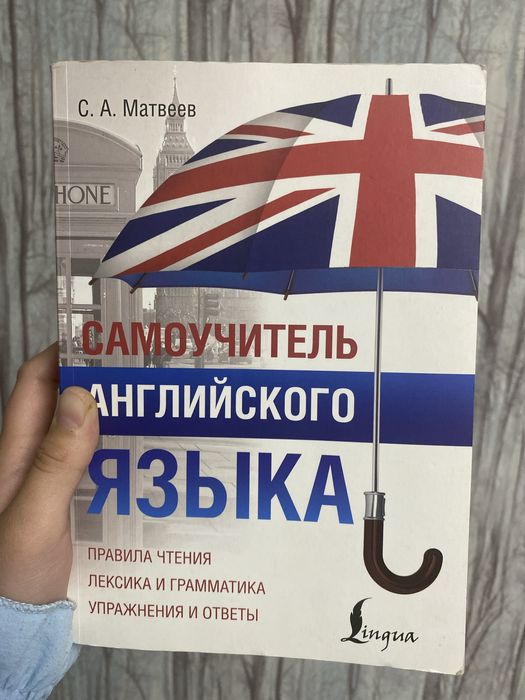 С. А. Матвеев
HONE
САМОУЧИТЕЛЬ
АНГЛИЙСКОГО
ЯЗЫКА
ПРАВИЛА ЧТЕНИЯ
ЛЕКСИКА И ГРАММАТИКА
УПРАЖНЕНИЯ И ОТВЕТЫ
Lingua